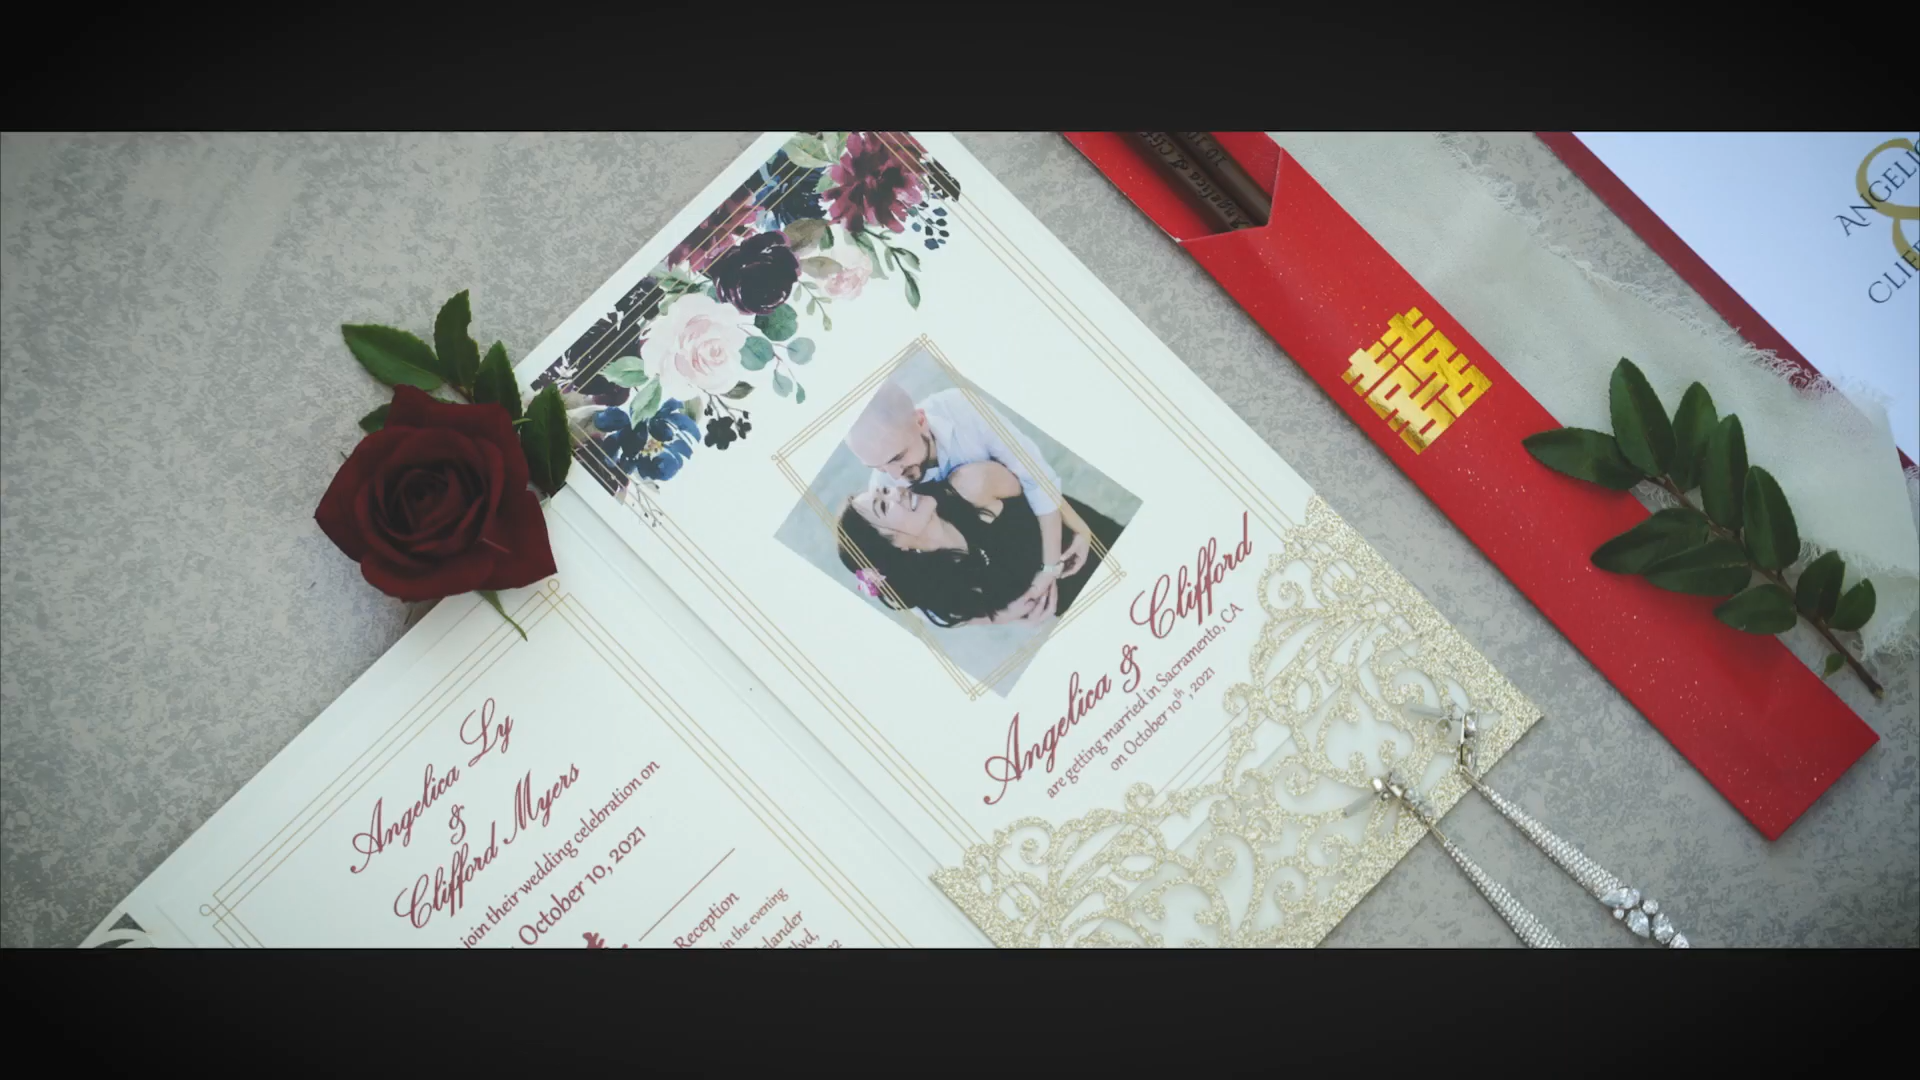 Angelica Ly
&
Clifford Myers
join their wedding celebration on
October 10, 2021
Reception
in the evening
Angelica & Clifford
are getting married in Sacramento, CA
on October 10th, 2021
Angelica
囍
&